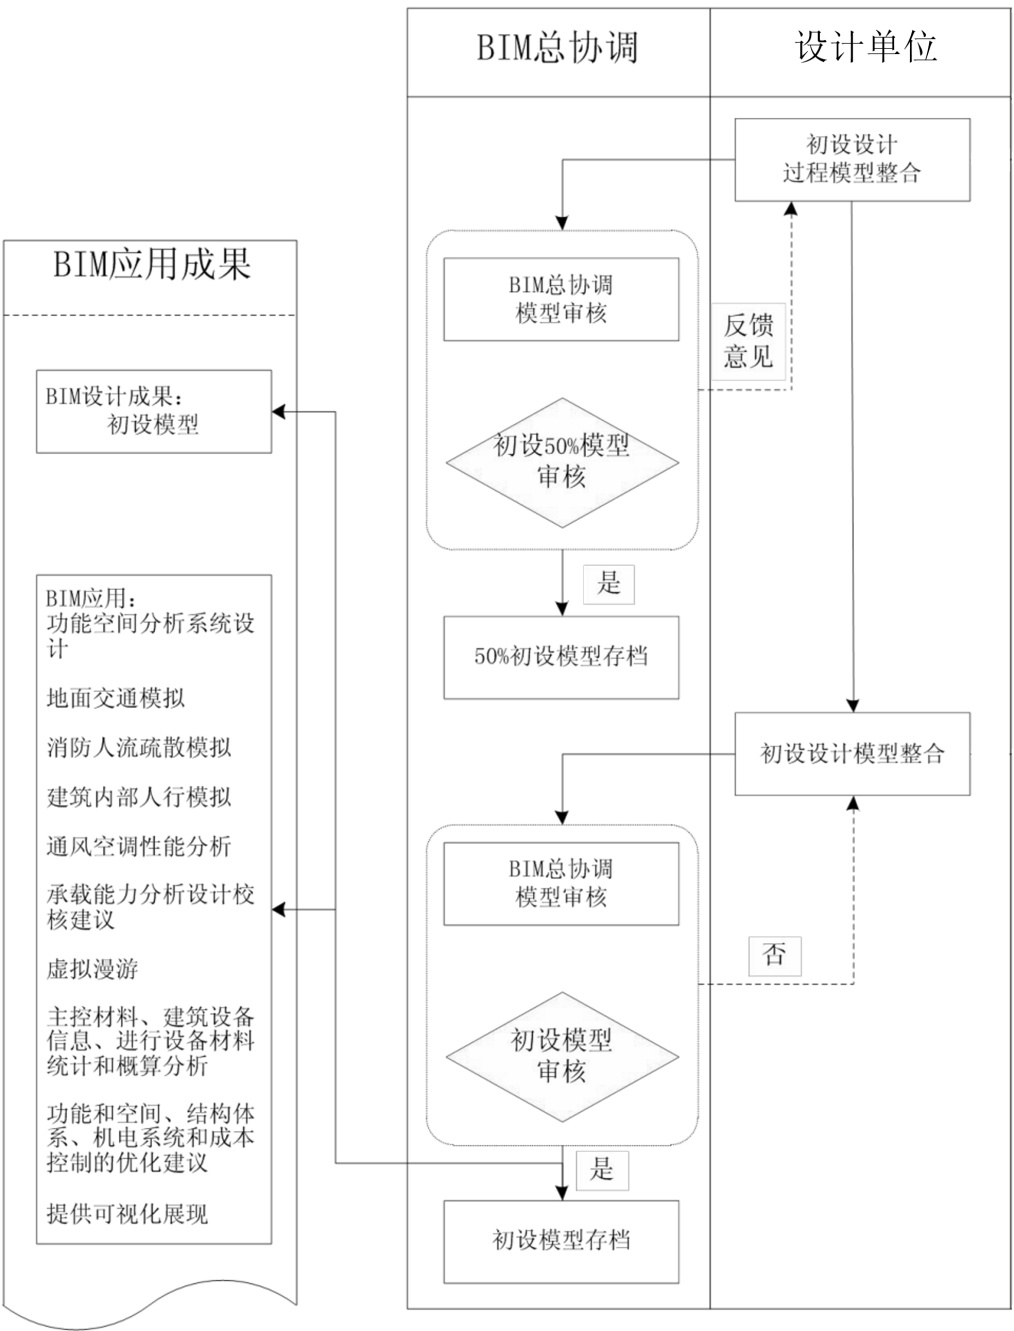 BIM总协调
设计单位
初设设计
过程模型整合
BIM总协调
模型审核
反馈
意见
初设50%模型
审核
是
50%初设模型存档
初设设计模型整合
BIM总协调
模型审核
否
初设模型
审核
是
初设模型存档
BIM应用成果
BIM设计成果：
初设模型
BIM应用：
功能空间分析系统设
计
地面交通模拟
消防人流疏散模拟
建筑内部人行模拟
通风空调性能分析
承载能力分析设计校
核建议
虚拟漫游
主控材料、建筑设备
信息、进行设备材料
统计和概算分析
功能和空间、结构体
系、机电系统和成本
控制的优化建议
提供可视化展现